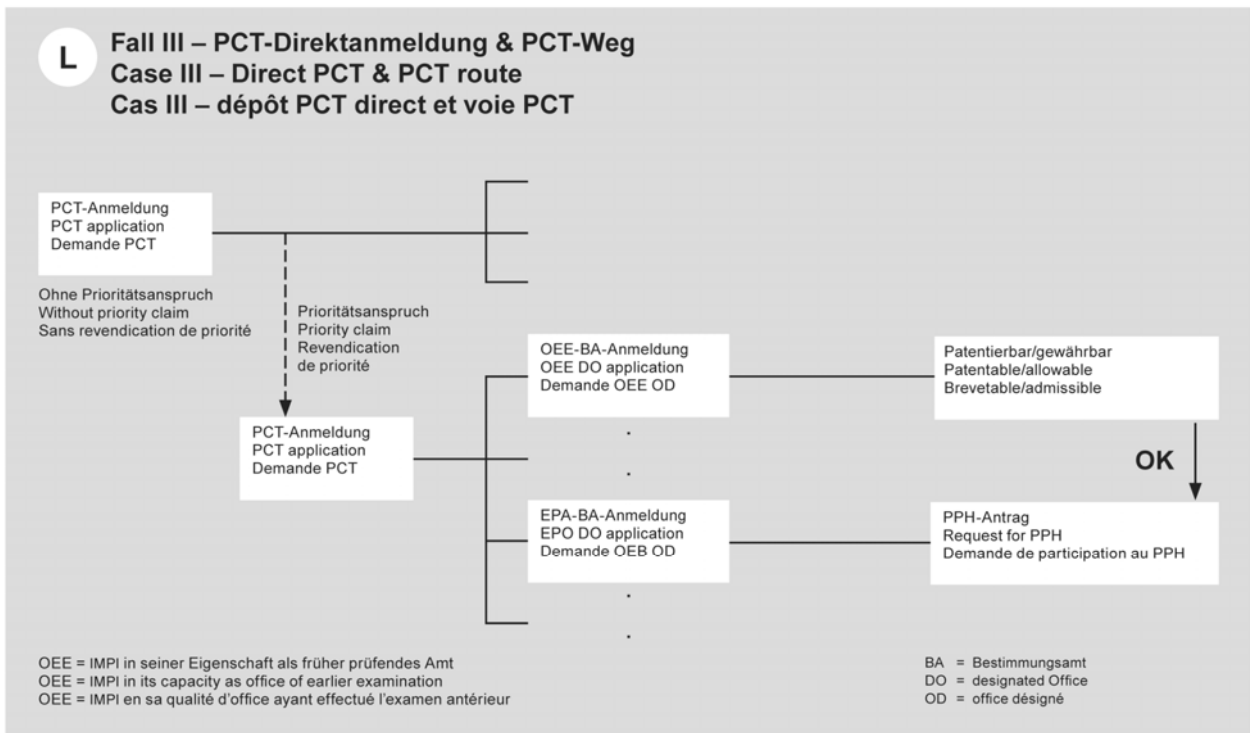 L
Fall III – PCT-Direktanmeldung & PCT-Weg
Case III – Direct PCT & PCT route
Cas III – dépôt PCT direct et voie PCT
PCT-Anmeldung
PCT application
Demande PCT
Ohne Prioritätsanspruch
Without priority claim
Sans revendication de priorité
Prioritätsanspruch
Priority claim
Revendication
de priorité
OEE-BA-Anmeldung
OEE DO application
Demande OEE OD
Patentierbar/gewährbar
Patentable/allowable
Brevetable/admissible
PCT-Anmeldung
PCT application
Demande PCT
OK
EPA-BA-Anmeldung
EPO DO application
Demande OEB OD
PPH-Antrag
Request for PPH
Demande de participation au PPH
OEE = IMPI in seiner Eigenschaft als früher prüfendes Amt
OEE = IMPI in its capacity as office of earlier examination
OEE = IMPI en sa qualité d'office ayant effectué l'examen antérieur
BA = Bestimmungsamt
DO = designated Office
OD = office désigné